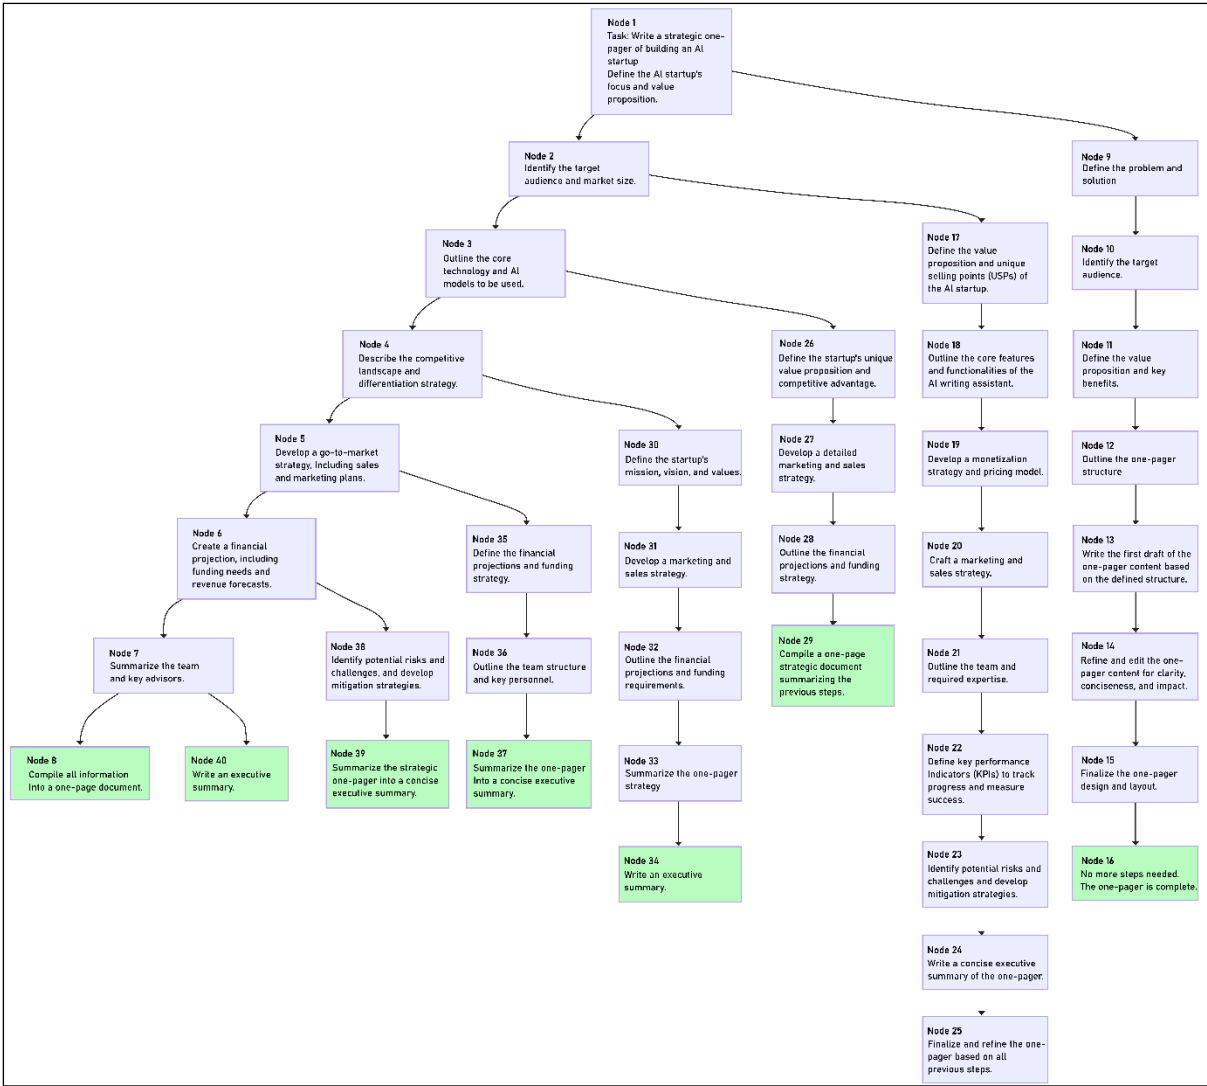 Node 1
Task: Write a strategic one-
pager of building an AI
startup
Define the AI startup's
focus and value
proposition.
Node 2
Identify the target
audience and market size.
Node 9
Define the problem and
solution
Node 3
Outline the core
technology and AI
models to be used.
Node 17
Define the value
proposition and unique
selling points (USPs) of
the AI startup.
Node 10
Identify the target
audience.
Node 4
Describe the competitive
landscape and
differentiation strategy.
Node 26
Define the startup's unique
value proposition and
competitive advantage.
Node 18
Outline the core features
and functionalities of the
AI writing assistant.
Node 11
Define the value
proposition and key
benefits.
Node 5
Develop a go-to-market
strategy, Including sales
and marketing plans.
Node 30
Define the startup's
mission, vision, and values.
Node 27
Develop a detailed
marketing and sales
strategy.
Node 19
Develop a monetization
strategy and pricing model.
Node 12
Outline the one-pager
structure
Node 6
Create a financial
projection, including
funding needs and
revenue forecasts.
Node 35
Define the financial
projections and funding
strategy.
Node 31
Develop a marketing and
sales strategy.
Node 28
Outline the financial
projections and funding
strategy.
Node 20
Craft a marketing and
sales strategy.
Node 13
Write the first draft of the
one-pager content based
on the defined structure.
Node 7
Summarize the team
and key advisors.
Node 38
Identify potential risks and
challenges, and develop
mitigation strategies.
Node 36
Outline the team structure
and key personnel.
Node 32
Outline the financial
projections and funding
requirements.
Node 29
Compile a one-page
strategic document
summarizing the
previous steps.
Node 21
Outline the team and
required expertise.
Node 14
Refine and edit the one-
pager content for clarity,
conciseness, and impact.
Node 8
Compile all information
Into a one-page document.
Node 40
Write an executive
summary.
Node 39
Summarize the strategic
one-pager into a concise
executive summary.
Node 37
Summarize the one-pager
Into a concise executive
summary.
Node 33
Summarize the one-pager
strategy
Node 22
Define key performance
Indicators (KPIs) to track
progress and measure
success.
Node 15
Finalize the one-pager
design and layout.
Node 34
Write an executive
summary.
Node 23
Identify potential risks and
challenges and develop
mitigation strategies.
Node 16
No more steps needed.
The one-pager is complete.
Node 24
Write a concise executive
summary of the one-pager.
Node 25
Finalize and refine the one-
pager based on all
previous steps.